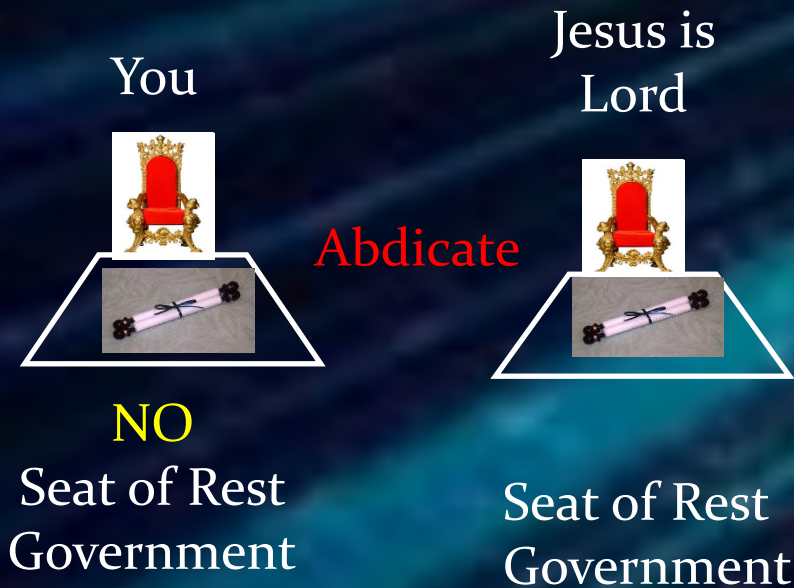 You
Jesus is
Lord
Abdicate
NO
Seat of Rest
Government
Seat of Rest
Government